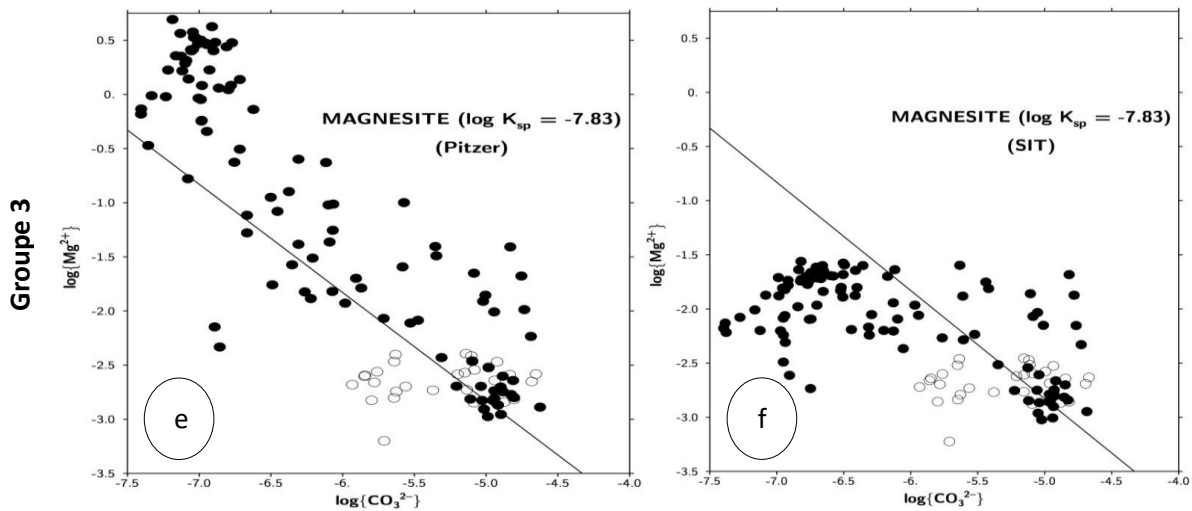 Groupe 3
0.5
0.
-0.5
-1.0
-1.5
-2.0
-2.5
-3.0
-3.5
log{Mg²⁺}
MAGNESITE (log Kₛₚ = -7.83)
(Pitzer)
e
-7.5 -7.0 -6.5 -6.0 -5.5 -5.0 -4.5 -4.0
log{CO₃²⁻}
0.5
0.
-0.5
-1.0
-1.5
-2.0
-2.5
-3.0
-3.5
log{Mg²⁺}
MAGNESITE (log Kₛₚ = -7.83)
(SIT)
f
-7.5 -7.0 -6.5 -6.0 -5.5 -5.0 -4.5 -4.0
log{CO₃²⁻}